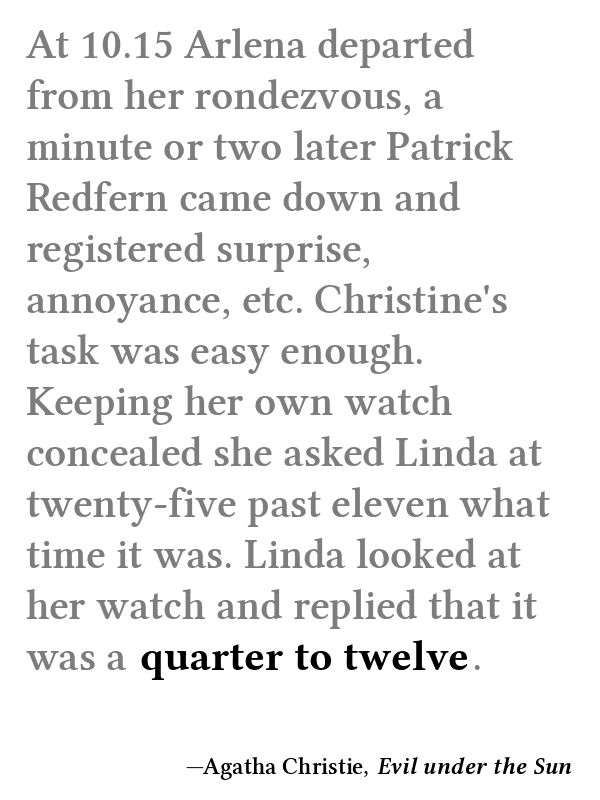 At 10.15 Arlena departed
from her rondezvous, a
minute or two later Patrick
Redfern came down and
registered surprise,
annoyance, etc. Christine's
task was easy enough.
Keeping her own watch
concealed she asked Linda at
twenty-five past eleven what
time it was. Linda looked at
her watch and replied that it
was a quarter to twelve.
—Agatha Christie, Evil under the Sun